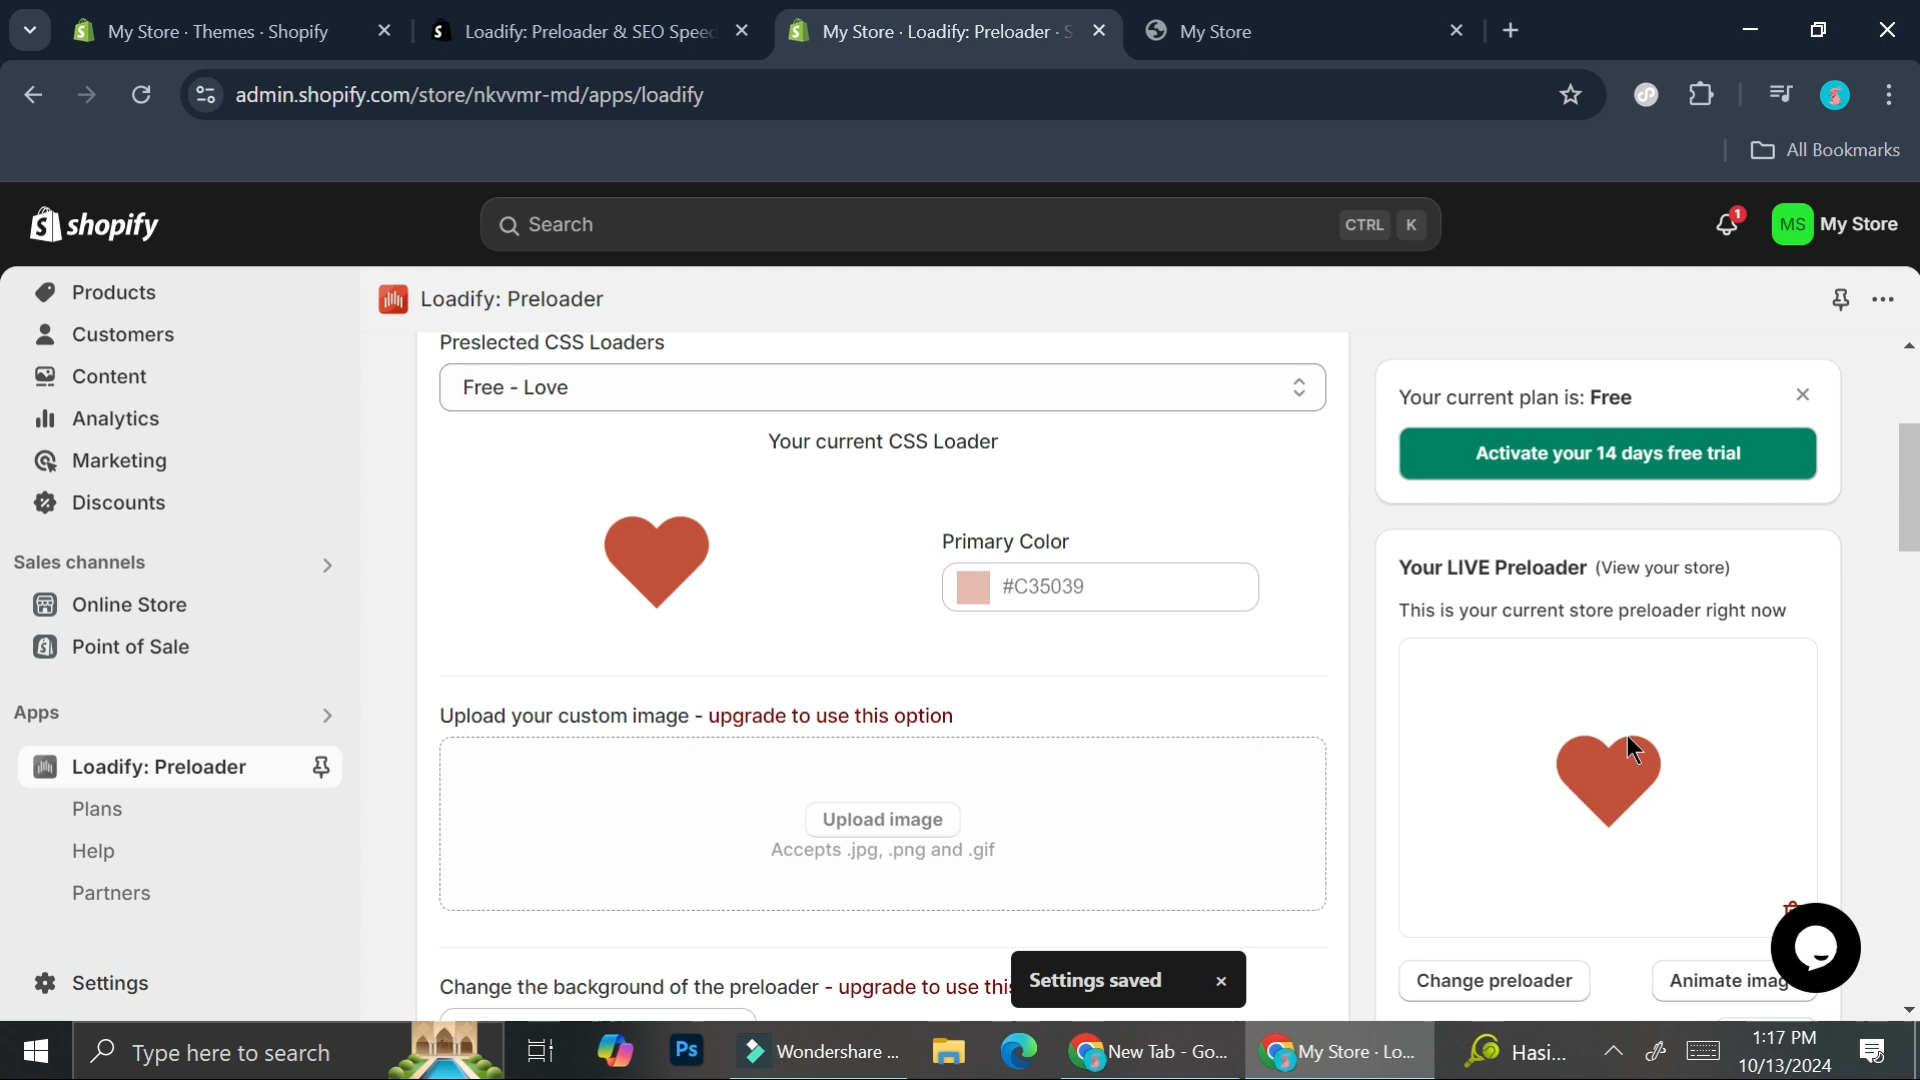 My Store · Themes · Shopify
Loadify: Preloader & SEO Spee
My Store · Loadify: Preloader · S
My Store
admin.shopify.com/store/nkvvmr-md/apps/loadify
All Bookmarks
shopify
Search
CTRL K
1
MS My Store
Products
Customers
Content
Analytics
Marketing
Discounts
Sales channels
Online Store
Point of Sale
Apps
Loadify: Preloader
Plans
Help
Partners
Settings
Loadify: Preloader
Preslected CSS Loaders
Free - Love
Your current CSS Loader
Primary Color
#C35039
Upload your custom image - upgrade to use this option
Upload image
Accepts .jpg, .png and .gif
Change the background of the preloader - upgrade to use this
Settings saved
Your current plan is: Free
Activate your 14 days free trial
Your LIVE Preloader (View your store)
This is your current store preloader right now
Change preloader
Animate imag
Type here to search
Ps
Wondershare ...
New Tab - Go...
My Store · Lo...
Hasi...
1:17 PM
10/13/2024